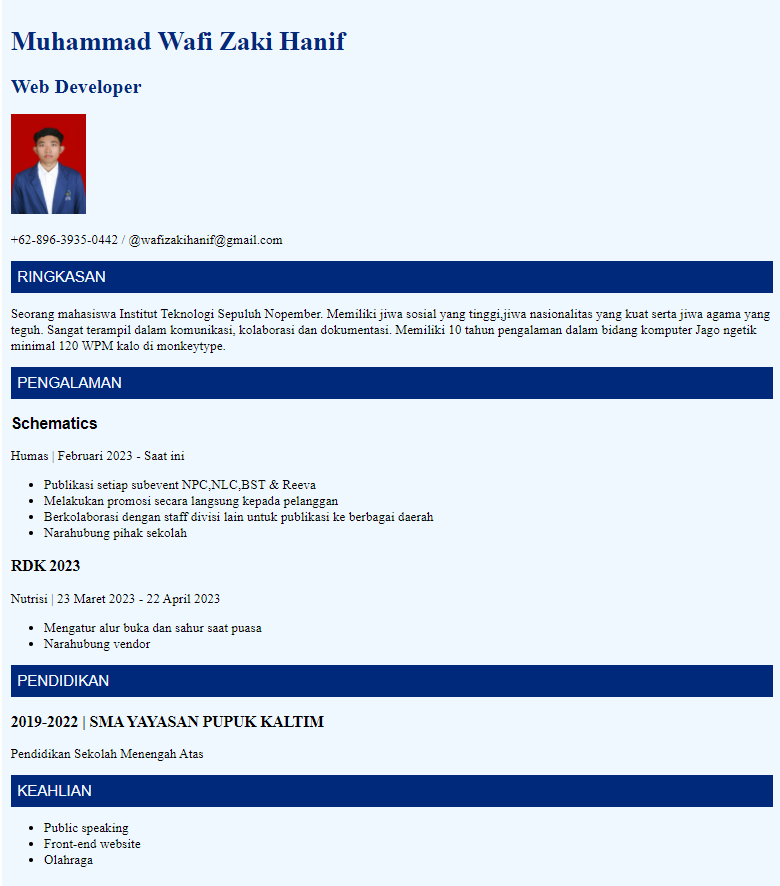 Muhammad Wafi Zaki Hanif
Web Developer
+62-896-3935-0442 / @wafizakihanif@gmail.com
RINGKASAN
Seorang mahasiswa Institut Teknologi Sepuluh Nopember. Memiliki jiwa sosial yang tinggi,jiwa nasionalitas yang kuat serta jiwa agama yang
teguh. Sangat terampil dalam komunikasi, kolaborasi dan dokumentasi. Memiliki 10 tahun pengalaman dalam bidang komputer Jago ngetik
minimal 120 WPM kalo di monkeytype.
PENGALAMAN
Schematics
Humas | Februari 2023 - Saat ini
• Publikasi setiap subevent NPC,NLC,BST & Reeva
• Melakukan promosi secara langsung kepada pelanggan
• Berkolaborasi dengan staff divisi lain untuk publikasi ke berbagai daerah
• Narahubung pihak sekolah
RDK 2023
Nutrisi | 23 Maret 2023 - 22 April 2023
• Mengatur alur buka dan sahur saat puasa
• Narahubung vendor
PENDIDIKAN
2019-2022 | SMA YAYASAN PUPUK KALTIM
Pendidikan Sekolah Menengah Atas
KEAHLIAN
• Public speaking
• Front-end website
• Olahraga